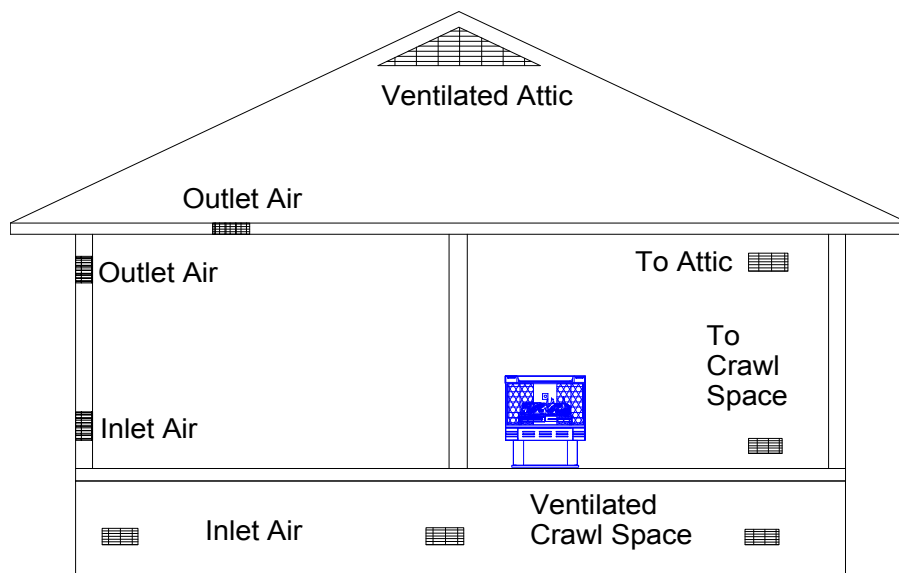 Ventilated Attic
Outlet Air
Outlet Air
To Attic
To
Crawl
Space
Inlet Air
Inlet Air
Ventilated
Crawl Space